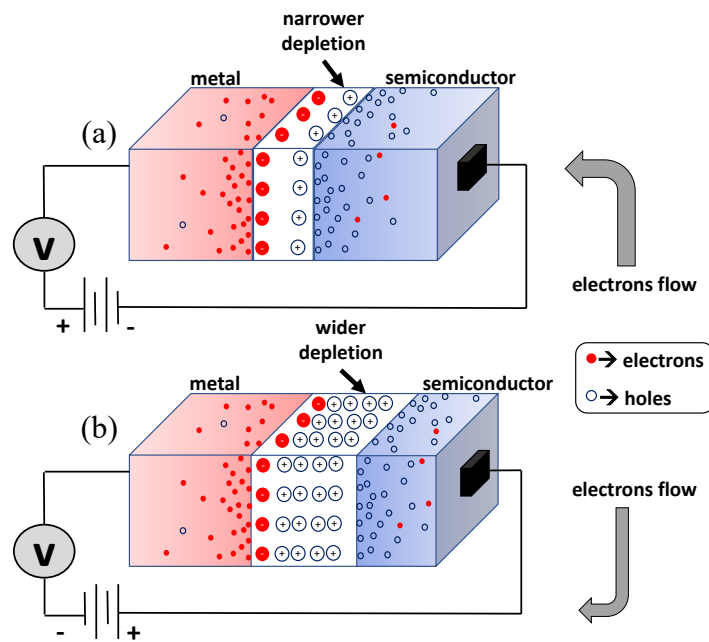 narrower
depletion
metal
semiconductor
(a)
V
+ -
electrons flow
wider
depletion
electrons
holes
metal
semiconductor
(b)
electrons flow
V
- +